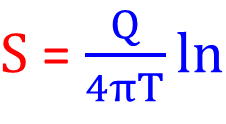 S = Q/4πT ln